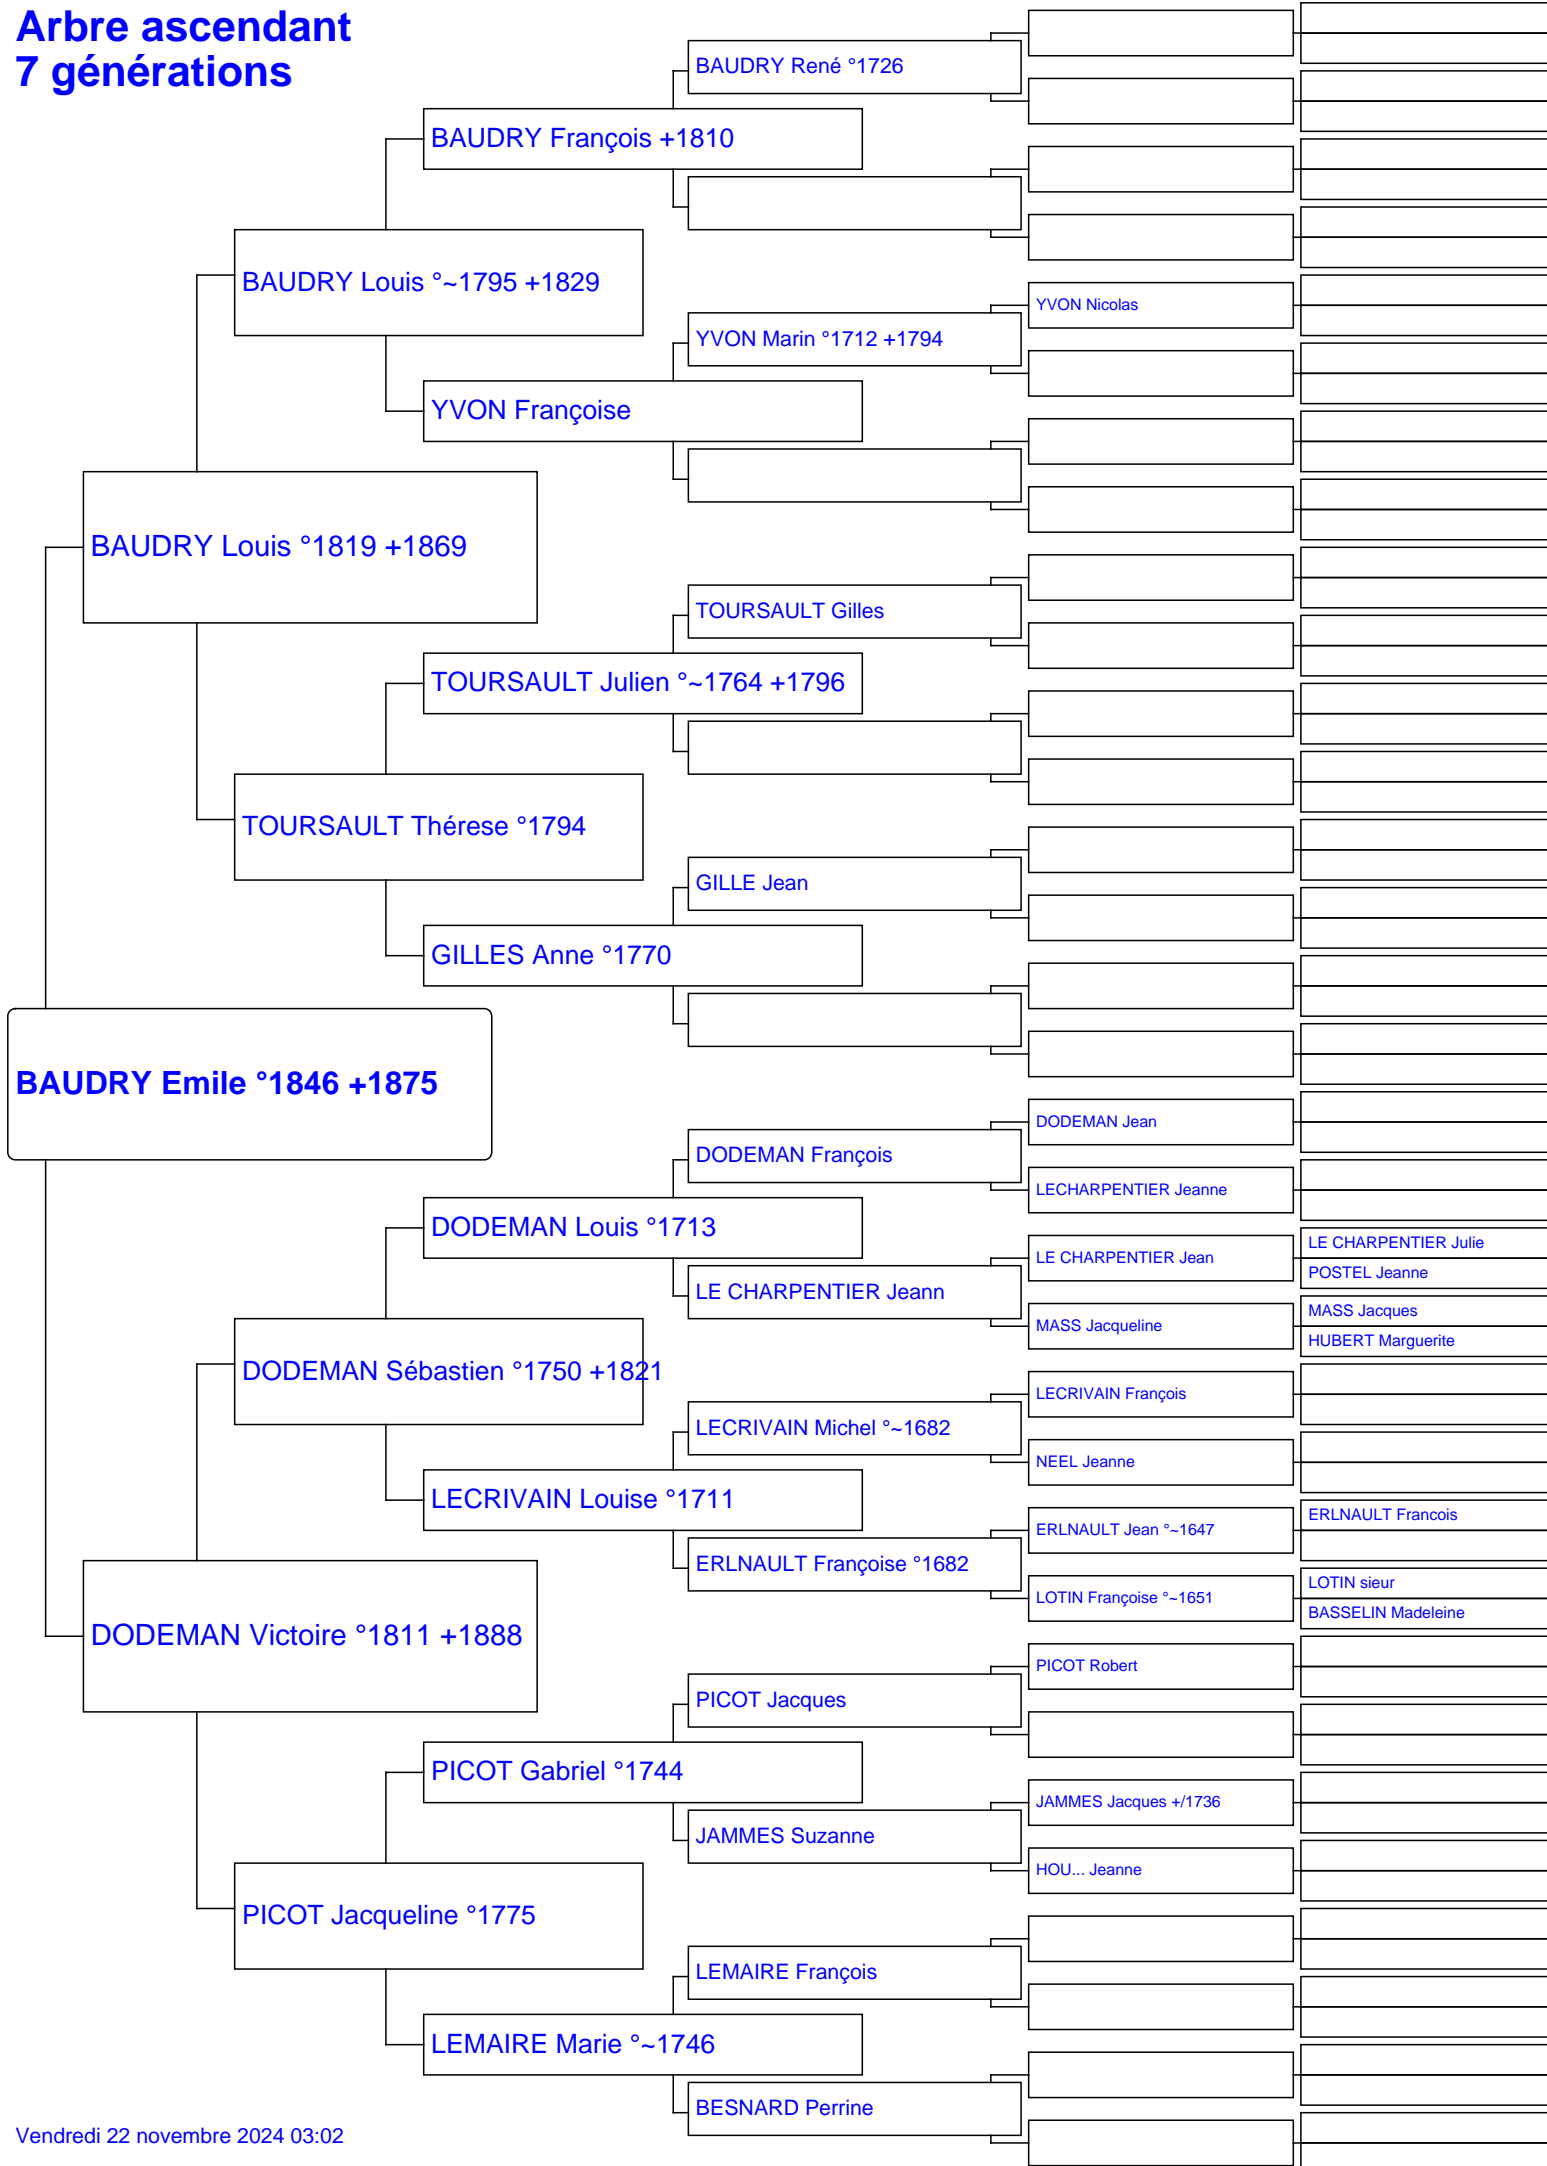 Arbre ascendant
7 générations
BAUDRY René °1726
BAUDRY François +1810
BAUDRY Louis °~1795 +1829
YVON Nicolas
YVON Marin °1712 +1794
YVON Françoise
BAUDRY Louis °1819 +1869
TOURSAULT Gilles
TOURSAULT Julien °~1764 +1796
TOURSAULT Thérese °1794
GILLE Jean
GILLES Anne °1770
BAUDRY Emile °1846 +1875
DODEMAN Jean
DODEMAN François
LECHARPENTIER Jeanne
DODEMAN Louis °1713
LE CHARPENTIER Julie
LE CHARPENTIER Jean
POSTEL Jeanne
LE CHARPENTIER Jeann
MASS Jacques
MASS Jacqueline
HUBERT Marguerite
DODEMAN Sébastien °1750 +1821
LECRIVAIN François
LECRIVAIN Michel °~1682
NEEL Jeanne
LECRIVAIN Louise °1711
ERLNAULT Francois
ERLNAULT Jean °~1647
ERLNAULT Françoise °1682
LOTIN sieur
LOTIN Françoise °~1651
BASSELIN Madeleine
DODEMAN Victoire °1811 +1888
PICOT Robert
PICOT Jacques
PICOT Gabriel °1744
JAMMES Jacques +/1736
JAMMES Suzanne
HOU... Jeanne
PICOT Jacqueline °1775
LEMAIRE François
LEMAIRE Marie °~1746
BESNARD Perrine
Vendredi 22 novembre 2024 03:02